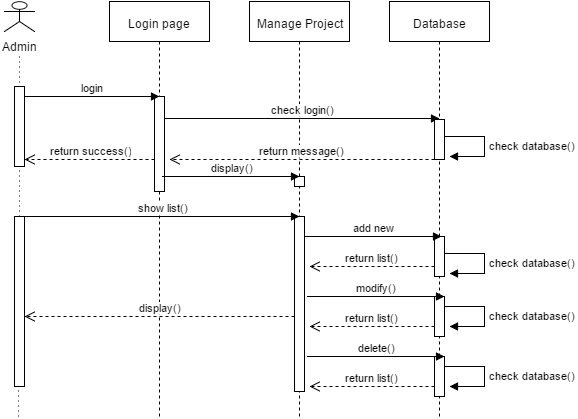 Login page
Manage Project
Database
Admin
login
check login()
check database()
return success()
return message()
display()
show list()
add new
return list()
check database()
modify()
display()
return list()
check database()
delete()
return list()
check database()